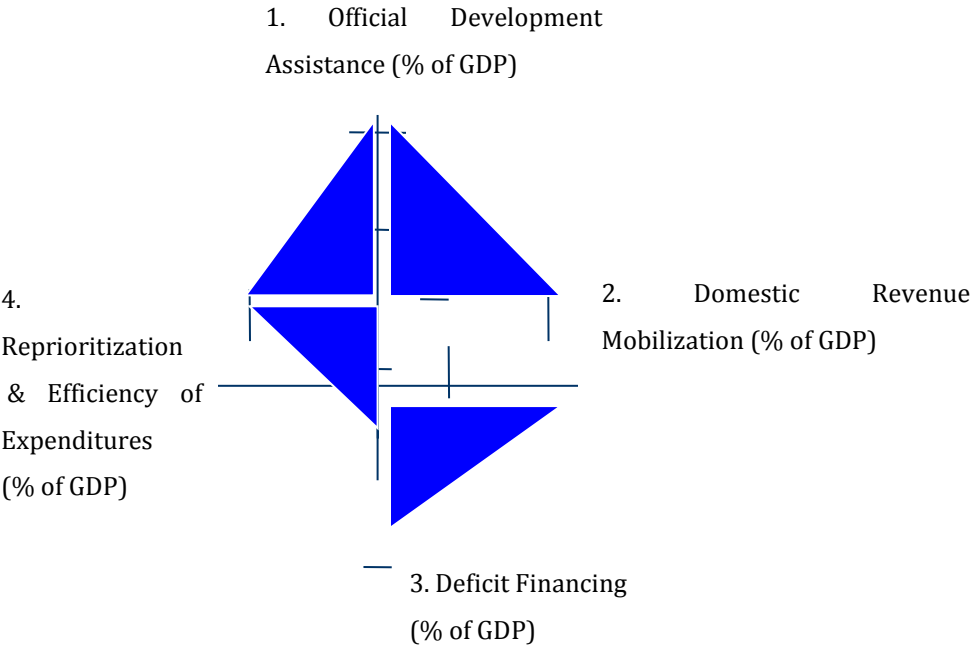 1. Official Development
Assistance (% of GDP)
2. Domestic Revenue
Mobilization (% of GDP)
3. Deficit Financing
(% of GDP)
4.
Reprioritization
& Efficiency of
Expenditures
(% of GDP)